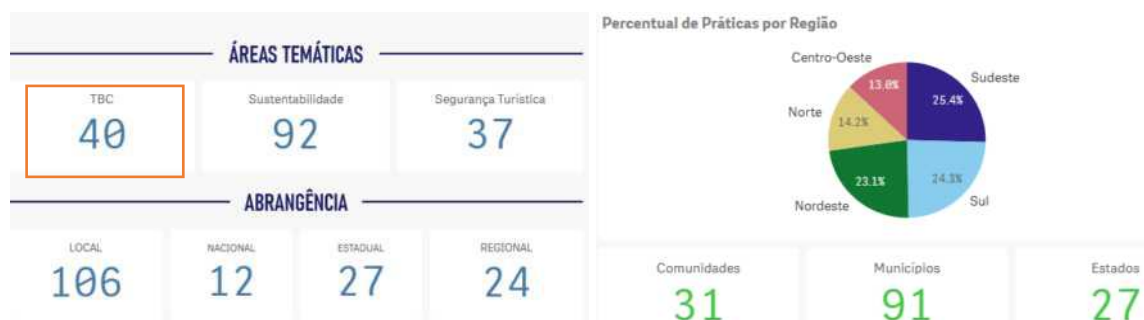 ÁREAS TEMÁTICAS
TBC
40
Sustentabilidade
92
Segurança Turística
37
ABRANGÊNCIA
LOCAL
106
NACIONAL
12
ESTADUAL
27
REGIONAL
24
Percentual de Práticas por Região
Centro-Oeste
13.0%
Sudeste
25.4%
Norte
14.2%
Nordeste
23.1%
Sul
24.3%
Comunidades
31
Municípios
91
Estados
27